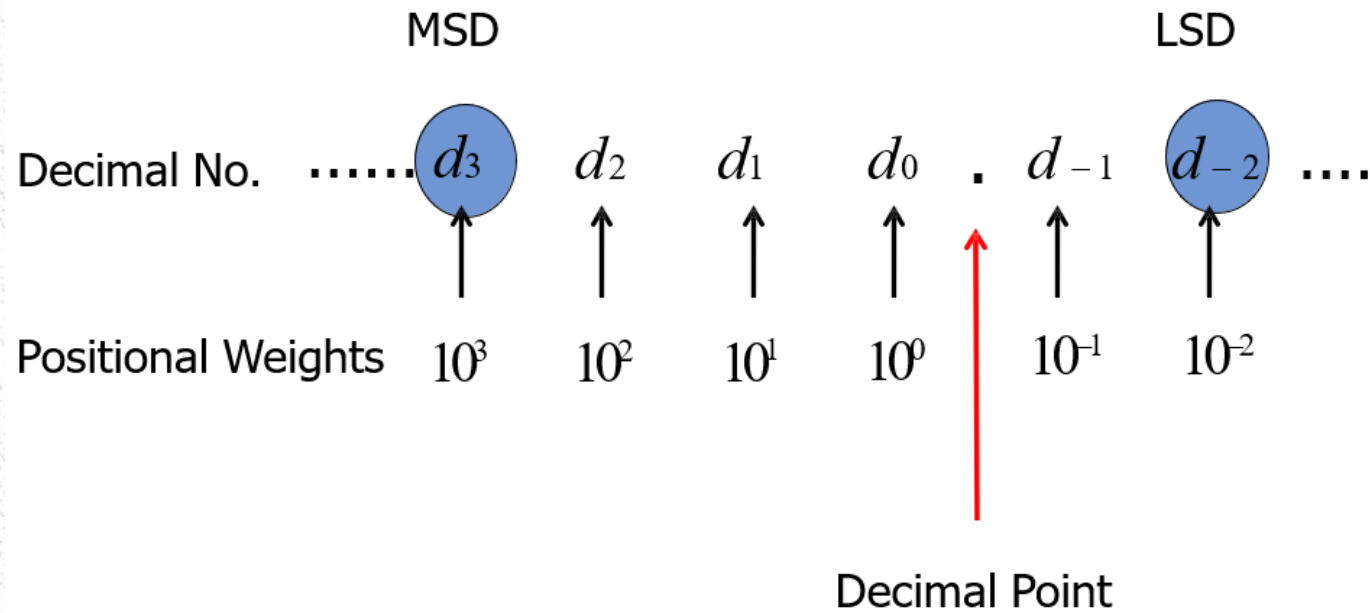 MSD LSD
Decimal No. ...... d₃ d₂ d₁ d₀ . d₋₁ d₋₂ ....
Positional Weights 10³ 10² 10¹ 10⁰ 10⁻¹ 10⁻²
Decimal Point